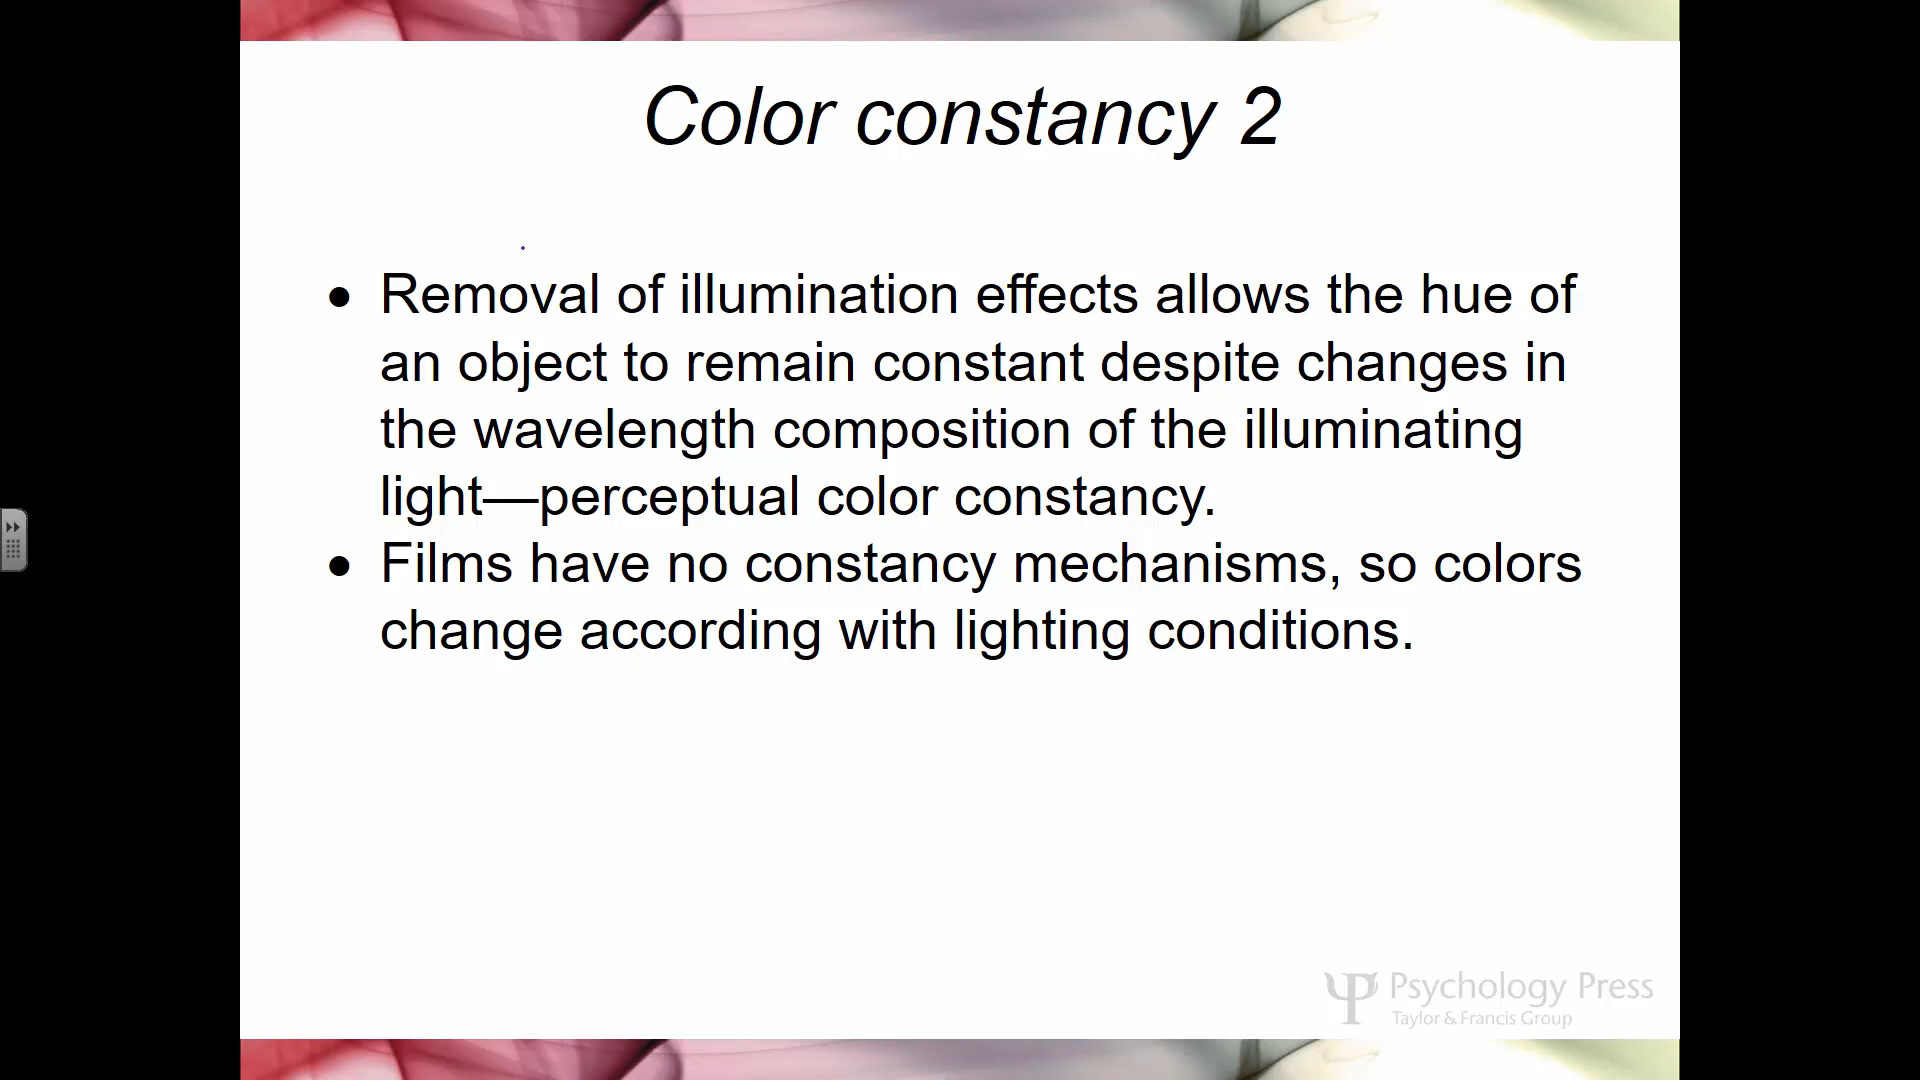 Color constancy 2
● Removal of illumination effects allows the hue of
an object to remain constant despite changes in
the wavelength composition of the illuminating
light—perceptual color constancy.
● Films have no constancy mechanisms, so colors
change according with lighting conditions.
Psychology Press
Taylor & Francis Group